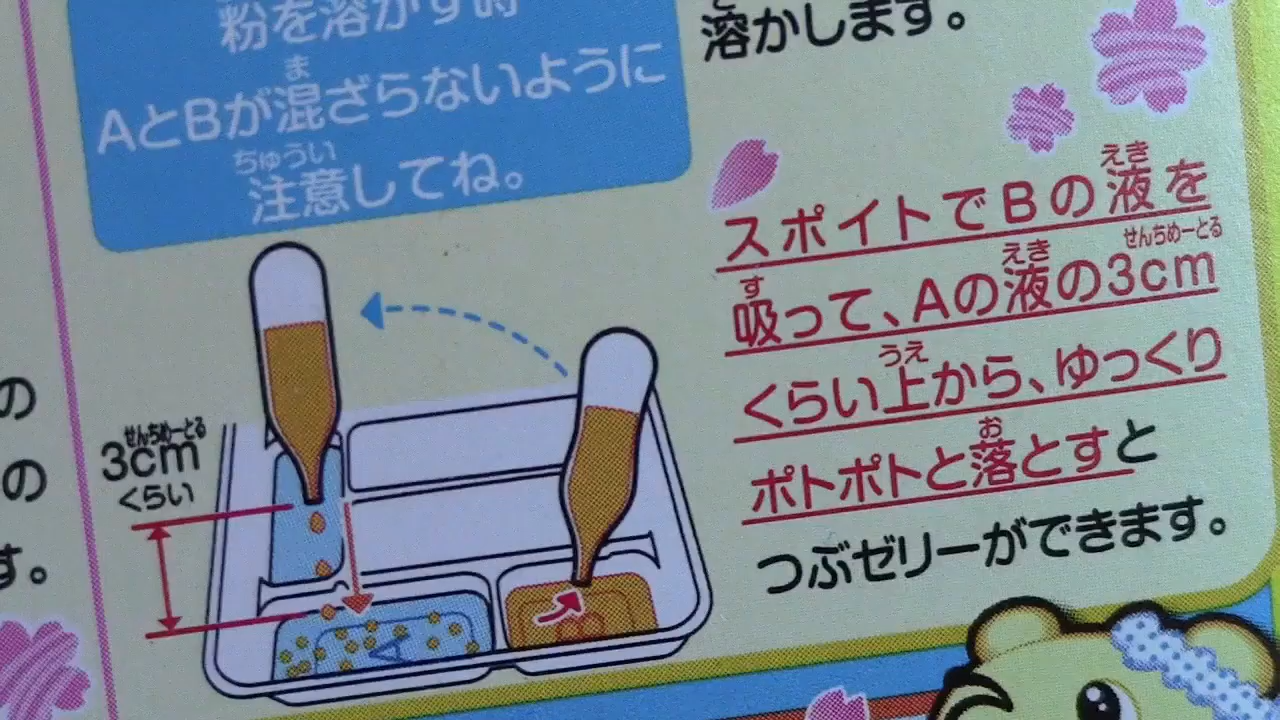 粉を溶かす時
ま
AとBが混ざらないように
ちゅうい
注意してね。
溶かします。
えき
スポイトでBの液を
す えき せんちめーとる
吸って、Aの液の3cm
うえ
くらい上から、ゆっくり
お
ポトポトと落とすと
つぶゼリーができます。
せんちめーとる
3cm
くらい
A
の
の
す。